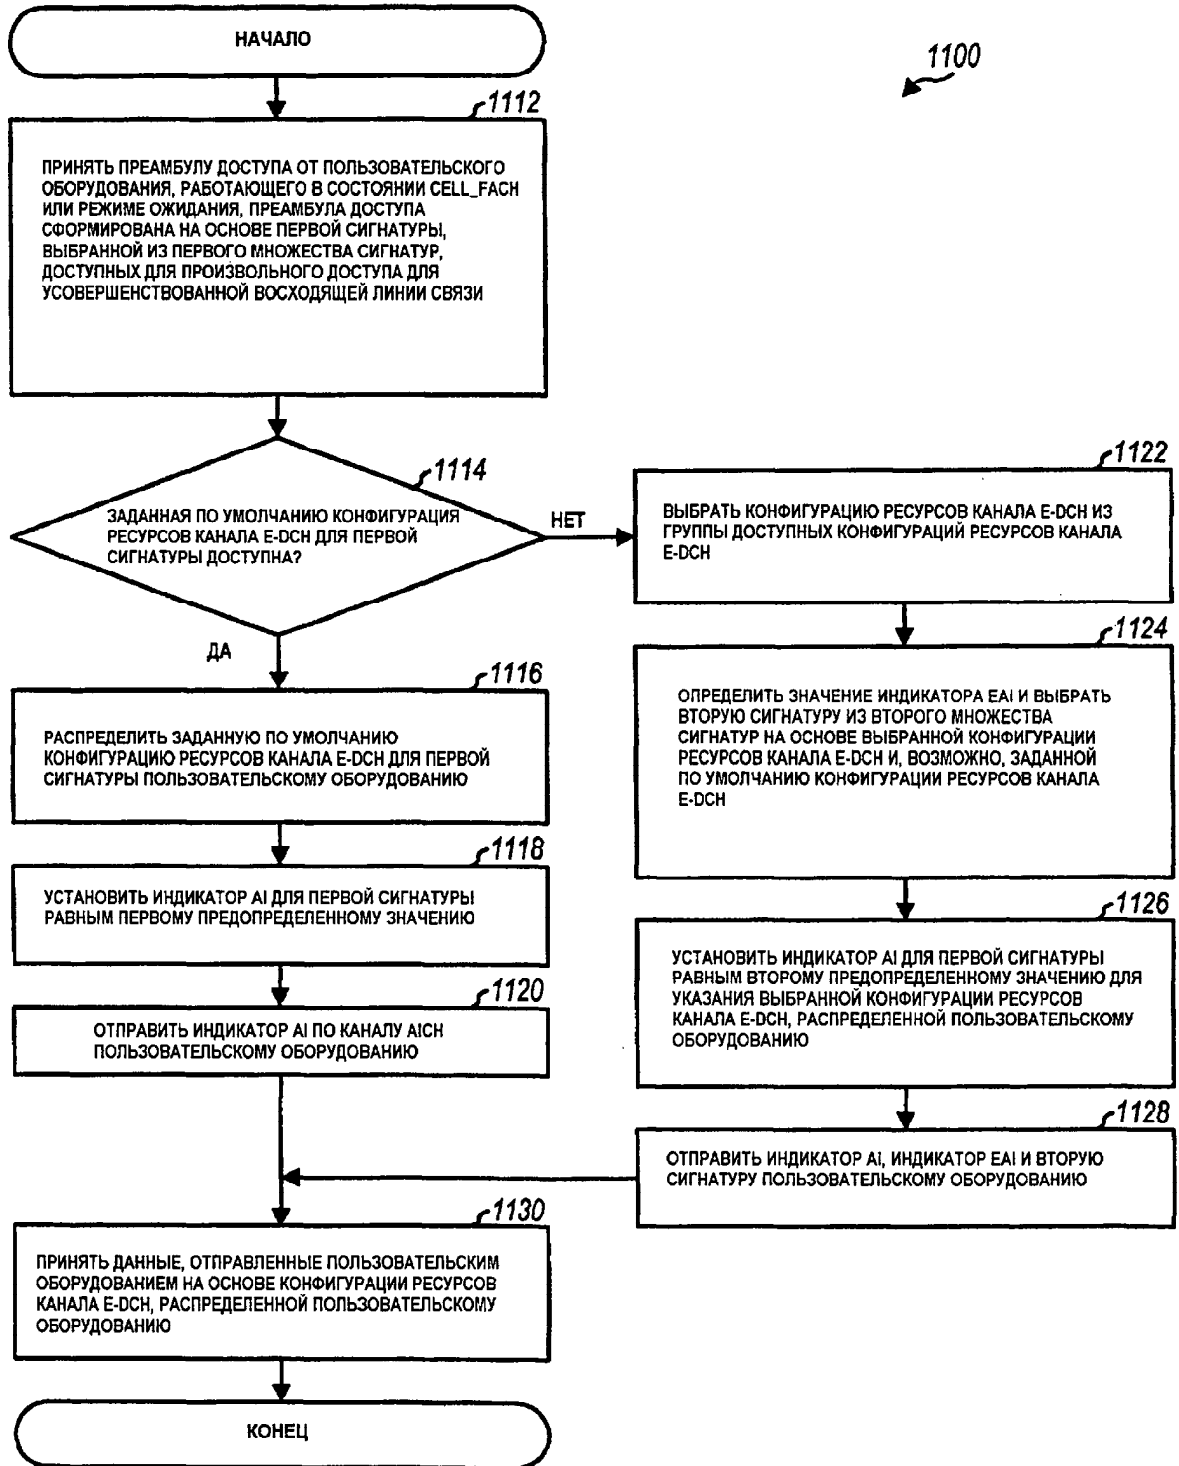 НАЧАЛО
1100
1112
ПРИНЯТЬ ПРЕАМБУЛУ ДОСТУПА ОТ ПОЛЬЗОВАТЕЛЬСКОГО
ОБОРУДОВАНИЯ, РАБОТАЮЩЕГО В СОСТОЯНИИ CELL_FACH
ИЛИ РЕЖИМЕ ОЖИДАНИЯ, ПРЕАМБУЛА ДОСТУПА
СФОРМИРОВАНА НА ОСНОВЕ ПЕРВОЙ СИГНАТУРЫ,
ВЫБРАННОЙ ИЗ ПЕРВОГО МНОЖЕСТВА СИГНАТУР,
ДОСТУПНЫХ ДЛЯ ПРОИЗВОЛЬНОГО ДОСТУПА ДЛЯ
УСОВЕРШЕНСТВОВАННОЙ ВОСХОДЯЩЕЙ ЛИНИИ СВЯЗИ
1114
ЗАДАННАЯ ПО УМОЛЧАНИЮ КОНФИГУРАЦИЯ
РЕСУРСОВ КАНАЛА E-DCH ДЛЯ ПЕРВОЙ
СИГНАТУРЫ ДОСТУПНА?
НЕТ
ДА
1116
РАСПРЕДЕЛИТЬ ЗАДАННУЮ ПО УМОЛЧАНИЮ
КОНФИГУРАЦИЮ РЕСУРСОВ КАНАЛА E-DCH ДЛЯ ПЕРВОЙ
СИГНАТУРЫ ПОЛЬЗОВАТЕЛЬСКОМУ ОБОРУДОВАНИЮ
1118
УСТАНОВИТЬ ИНДИКАТОР AI ДЛЯ ПЕРВОЙ СИГНАТУРЫ
РАВНЫМ ПЕРВОМУ ПРЕДОПРЕДЕЛЕННОМУ ЗНАЧЕНИЮ
1120
ОТПРАВИТЬ ИНДИКАТОР AI ПО КАНАЛУ AICH
ПОЛЬЗОВАТЕЛЬСКОМУ ОБОРУДОВАНИЮ
1122
ВЫБРАТЬ КОНФИГУРАЦИЮ РЕСУРСОВ КАНАЛА E-DCH ИЗ
ГРУППЫ ДОСТУПНЫХ КОНФИГУРАЦИЙ РЕСУРСОВ КАНАЛА
E-DCH
1124
ОПРЕДЕЛИТЬ ЗНАЧЕНИЕ ИНДИКАТОРА EAI И ВЫБРАТЬ
ВТОРУЮ СИГНАТУРУ ИЗ ВТОРОГО МНОЖЕСТВА
СИГНАТУР НА ОСНОВЕ ВЫБРАННОЙ КОНФИГУРАЦИИ
РЕСУРСОВ КАНАЛА E-DCH И, ВОЗМОЖНО, ЗАДАННОЙ
ПО УМОЛЧАНИЮ КОНФИГУРАЦИИ РЕСУРСОВ КАНАЛА
E-DCH
1126
УСТАНОВИТЬ ИНДИКАТОР AI ДЛЯ ПЕРВОЙ СИГНАТУРЫ
РАВНЫМ ВТОРОМУ ПРЕДОПРЕДЕЛЕННОМУ ЗНАЧЕНИЮ ДЛЯ
УКАЗАНИЯ ВЫБРАННОЙ КОНФИГУРАЦИИ РЕСУРСОВ
КАНАЛА E-DCH, РАСПРЕДЕЛЕННОЙ ПОЛЬЗОВАТЕЛЬСКОМУ
ОБОРУДОВАНИЮ
1128
ОТПРАВИТЬ ИНДИКАТОР AI, ИНДИКАТОР EAI И ВТОРУЮ
СИГНАТУРУ ПОЛЬЗОВАТЕЛЬСКОМУ ОБОРУДОВАНИЮ
1130
ПРИНЯТЬ ДАННЫЕ, ОТПРАВЛЕННЫЕ ПОЛЬЗОВАТЕЛЬСКИМ
ОБОРУДОВАНИЕМ НА ОСНОВЕ КОНФИГУРАЦИИ РЕСУРСОВ
КАНАЛА E-DCH, РАСПРЕДЕЛЕННОЙ ПОЛЬЗОВАТЕЛЬСКОМУ
ОБОРУДОВАНИЮ
КОНЕЦ